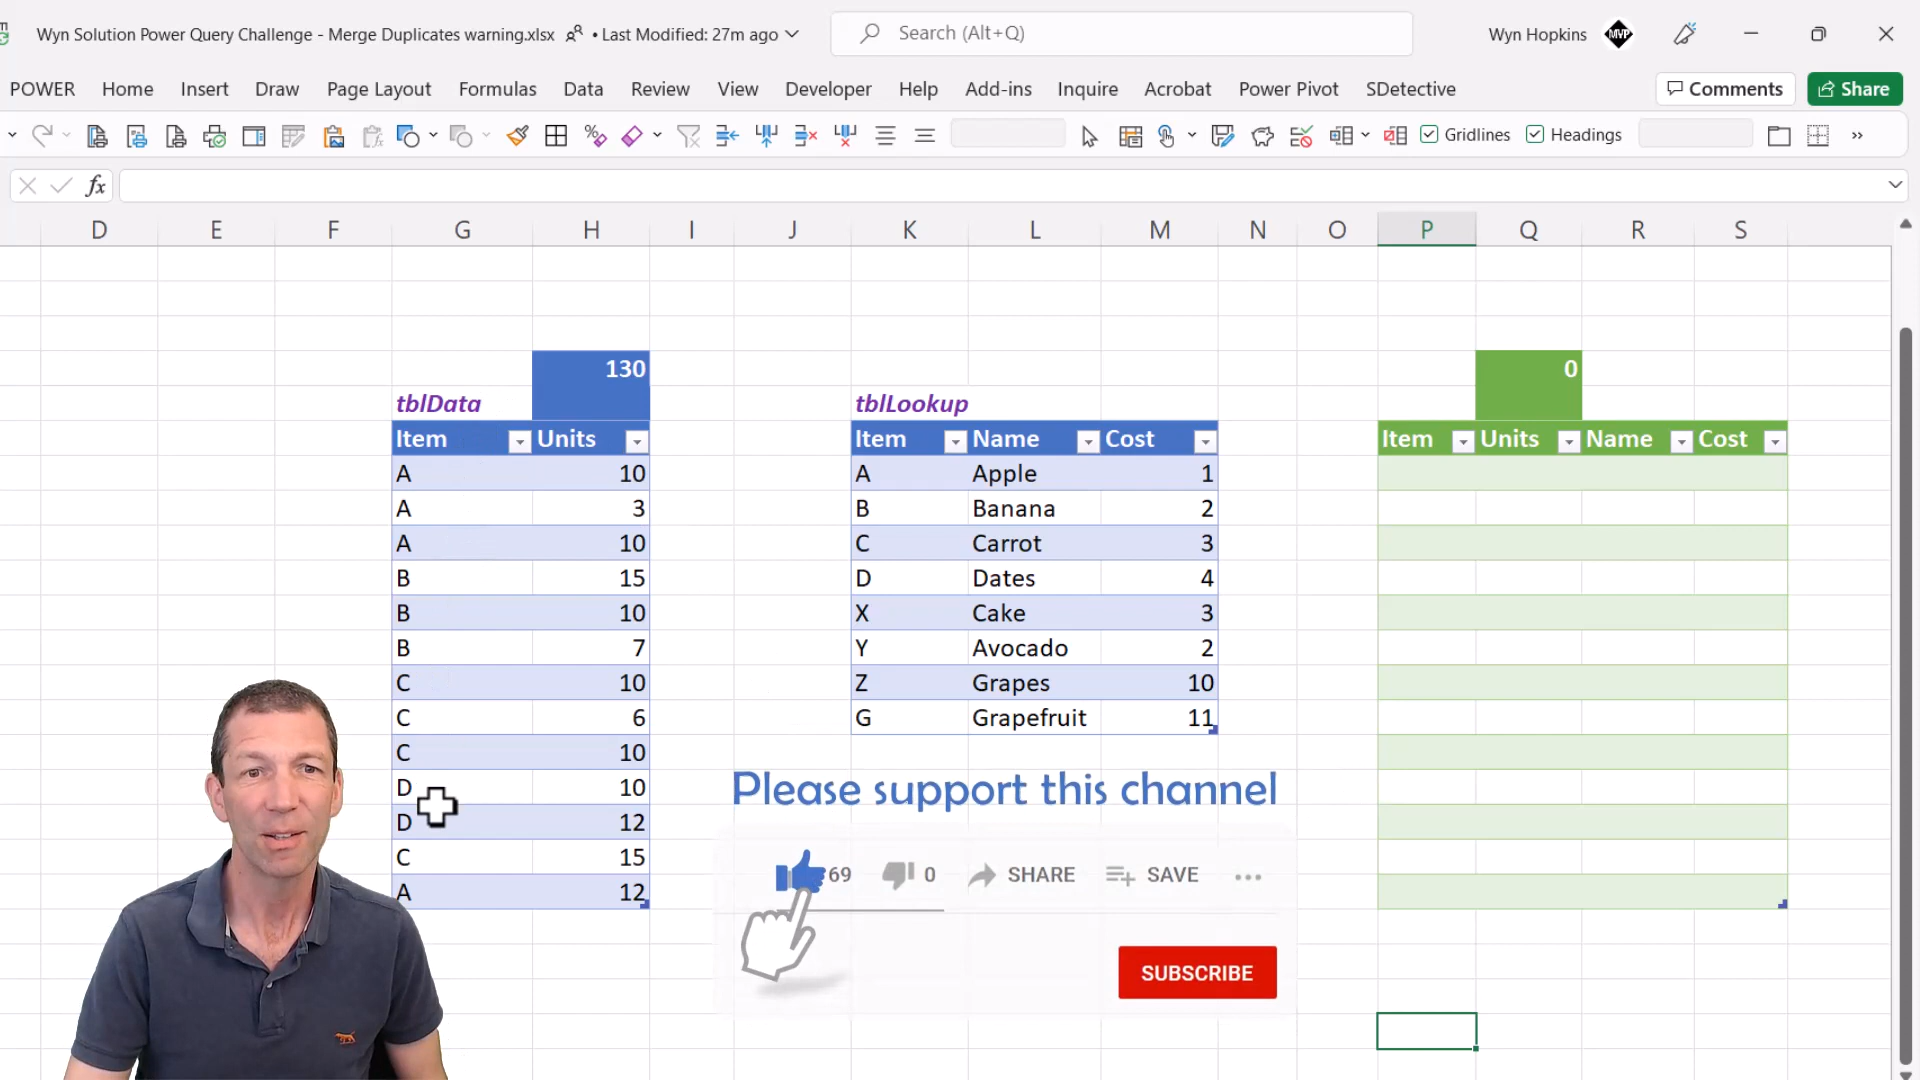 Wyn Solution Power Query Challenge - Merge Duplicates warning.xlsx • Last Modified: 27m ago
Search (Alt+Q)
Wyn Hopkins
MVP
POWER Home Insert Draw Page Layout Formulas Data Review View Developer Help Add-ins Inquire Acrobat Power Pivot SDetective Comments Share
Gridlines Headings
fx
D E F G H I J K L M N O P Q R S
130 0
tblData tblLookup
Item Units Item Name Cost Item Units Name Cost
A 10 A Apple 1
A 3 B Banana 2
A 10 C Carrot 3
B 15 D Dates 4
B 10 X Cake 3
B 7 Y Avocado 2
C 10 Z Grapes 10
C 6 G Grapefruit 11
C 10
D 10
D 12
C 15
A 12
Please support this channel
69 0 SHARE SAVE
SUBSCRIBE